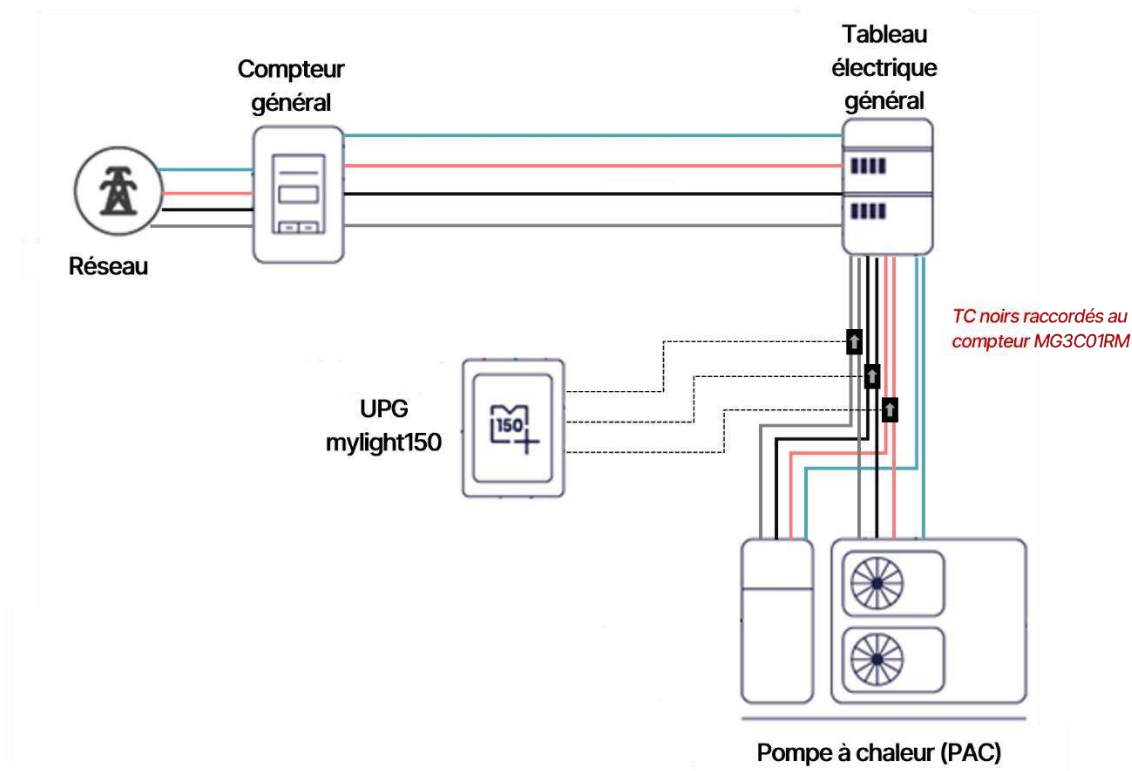 Tableau
électrique
général
Compteur
général
Réseau
TC noirs raccordés au
compteur MG3C01RM
UPG
mylight150
150
Pompe à chaleur (PAC)